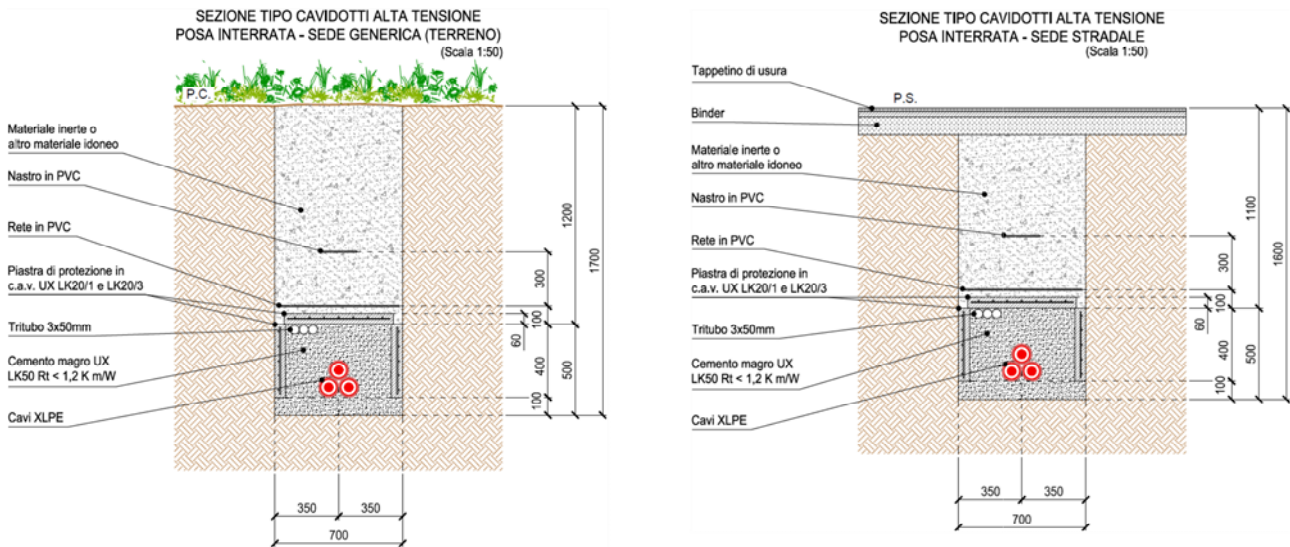 SEZIONE TIPO CAVIDOTTI ALTA TENSIONE
POSA INTERRATA - SEDE GENERICA (TERRENO)
(Scala 1:50)
P.C.
Materiale inerte o
altro materiale idoneo
Nastro in PVC
Rete in PVC
Piastra di protezione in
c.a.v. UX LK20/1 e LK20/3
Tritubo 3x50mm
Cemento magro UX
LK50 Rt < 1,2 K m/W
Cavi XLPE
300
100
60
400
100
1200
500
1700
350
350
700
SEZIONE TIPO CAVIDOTTI ALTA TENSIONE
POSA INTERRATA - SEDE STRADALE
(Scala 1:50)
Tappetino di usura
P.S.
Binder
Materiale inerte o
altro materiale idoneo
Nastro in PVC
Rete in PVC
Piastra di protezione in
c.a.v. UX LK20/1 e LK20/3
Tritubo 3x50mm
Cemento magro UX
LK50 Rt < 1,2 K m/W
Cavi XLPE
300
100
60
400
100
1100
500
1600
350
350
700